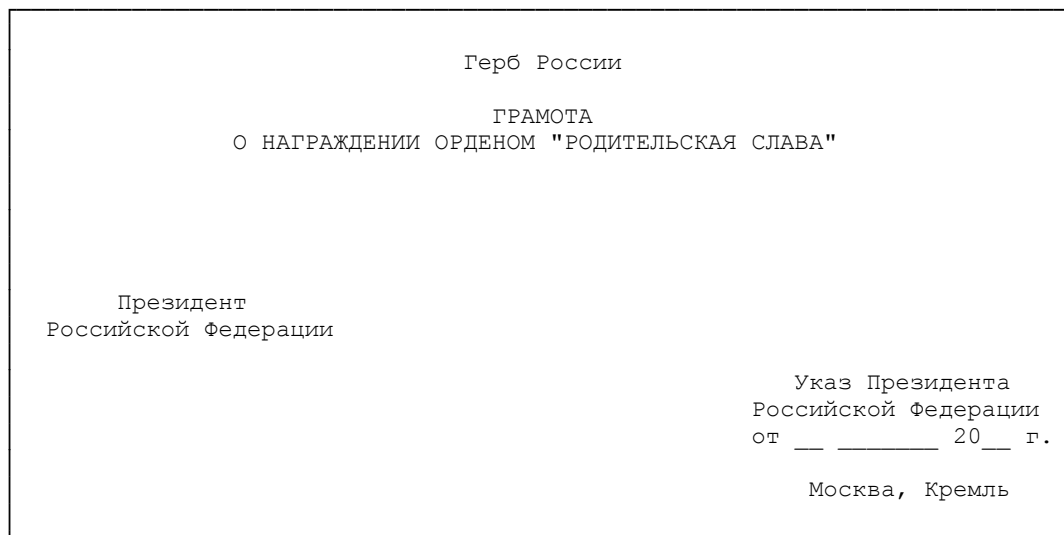 Герб России
ГРАМОТА
О НАГРАЖДЕНИИ ОРДЕНОМ "РОДИТЕЛЬСКАЯ СЛАВА"
Президент
Российской Федерации
Указ Президента
Российской Федерации
от __ _______ 20__ г.
Москва, Кремль